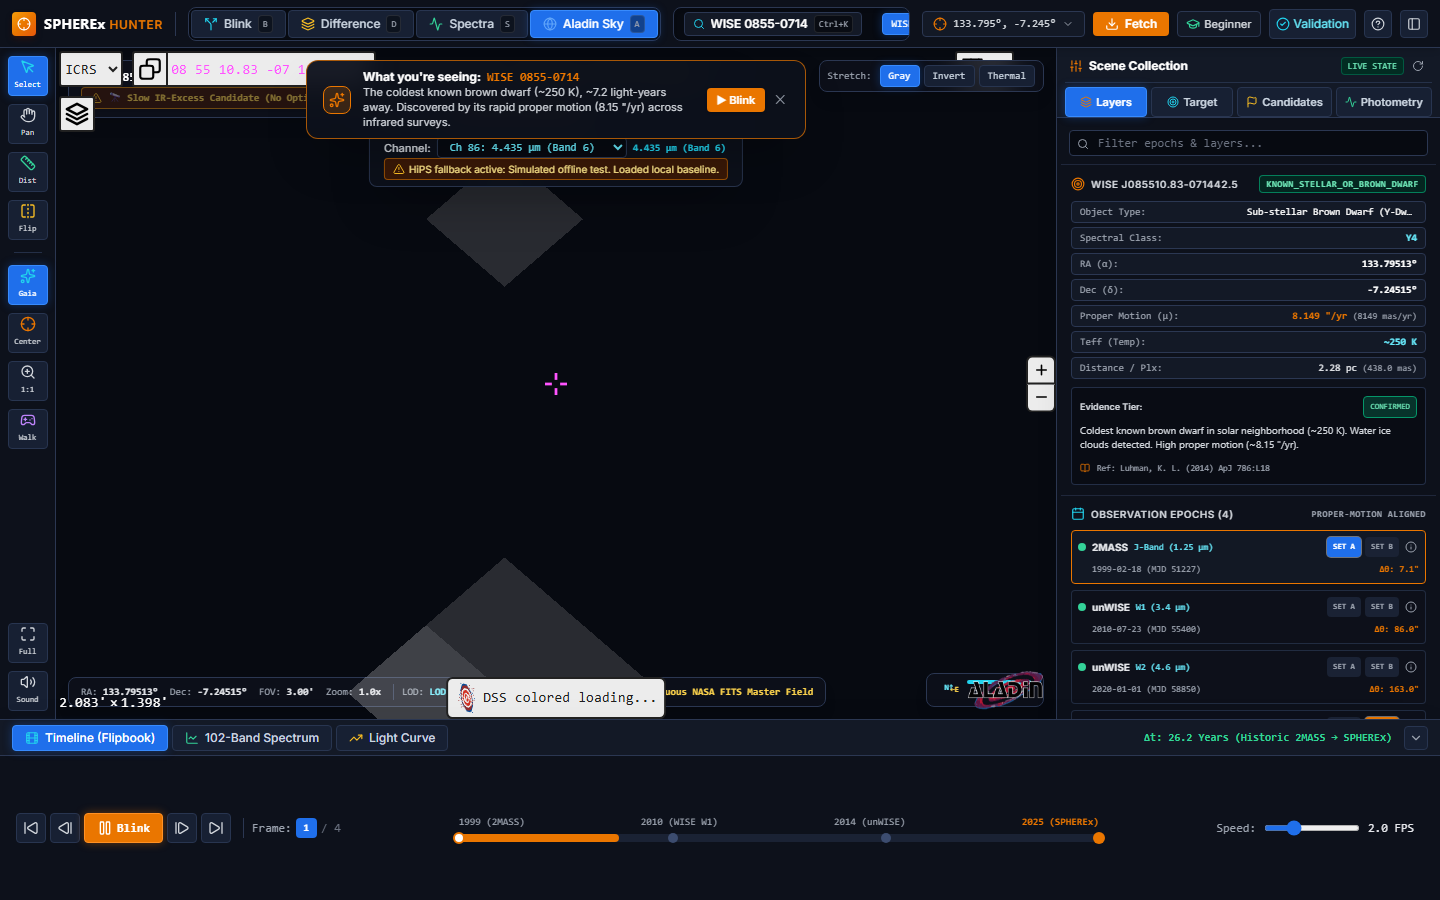 SPHEREx HUNTER
Blink B
Difference D
Spectra S
Aladin Sky A
WISE 0855-0714 Ctrl+K
WIS
133.795°, -7.245°
Fetch
Beginner
Validation
Select
Pan
Dist
Flip
Gaia
Center
1:1
Walk
Full
Sound
ICRS
08 55 10.83 -07 1
Slow IR-Excess Candidate (No Opti
What you're seeing: WISE 0855-0714
The coldest known brown dwarf (~250 K), ~7.2 light-years
away. Discovered by its rapid proper motion (8.15 "/yr) across
infrared surveys.
Blink
Stretch: Gray Invert Thermal
Channel: Ch 86: 4.435 µm (Band 6) 4.435 µm (Band 6)
HiPS fallback active: Simulated offline test. Loaded local baseline.
+
−
RA: 133.79513° Dec: -7.24515° FOV: 3.00' Zoom: 1.0x LOD: LOD
uous NASA FITS Master Field
2.083' × 1.398'
DSS colored loading...
N E
ALADIN
Scene Collection
LIVE STATE
Layers
Target
Candidates
Photometry
Filter epochs & layers...
WISE J085510.83-071442.5 KNOWN_STELLAR_OR_BROWN_DWARF
Object Type: Sub-stellar Brown Dwarf (Y-Dw…
Spectral Class: Y4
RA (α): 133.79513°
Dec (δ): -7.24515°
Proper Motion (μ): 8.149 "/yr (8149 mas/yr)
Teff (Temp): ~250 K
Distance / Plx: 2.28 pc (438.0 mas)
Evidence Tier: CONFIRMED
Coldest known brown dwarf in solar neighborhood (~250 K). Water ice
clouds detected. High proper motion (~8.15 "/yr).
Ref: Luhman, K. L. (2014) ApJ 786:L18
OBSERVATION EPOCHS (4) PROPER-MOTION ALIGNED
2MASS J-Band (1.25 µm) SET A SET B
1999-02-18 (MJD 51227) Δθ: 7.1"
unWISE W1 (3.4 µm) SET A SET B
2010-07-23 (MJD 55400) Δθ: 86.0"
unWISE W2 (4.6 µm) SET A SET B
2020-01-01 (MJD 58850) Δθ: 163.0"
Timeline (Flipbook)
102-Band Spectrum
Light Curve
Δt: 26.2 Years (Historic 2MASS → SPHEREx)
Blink
Frame: 1 / 4
1999 (2MASS)
2010 (WISE W1)
2014 (unWISE)
2025 (SPHEREx)
Speed: 2.0 FPS